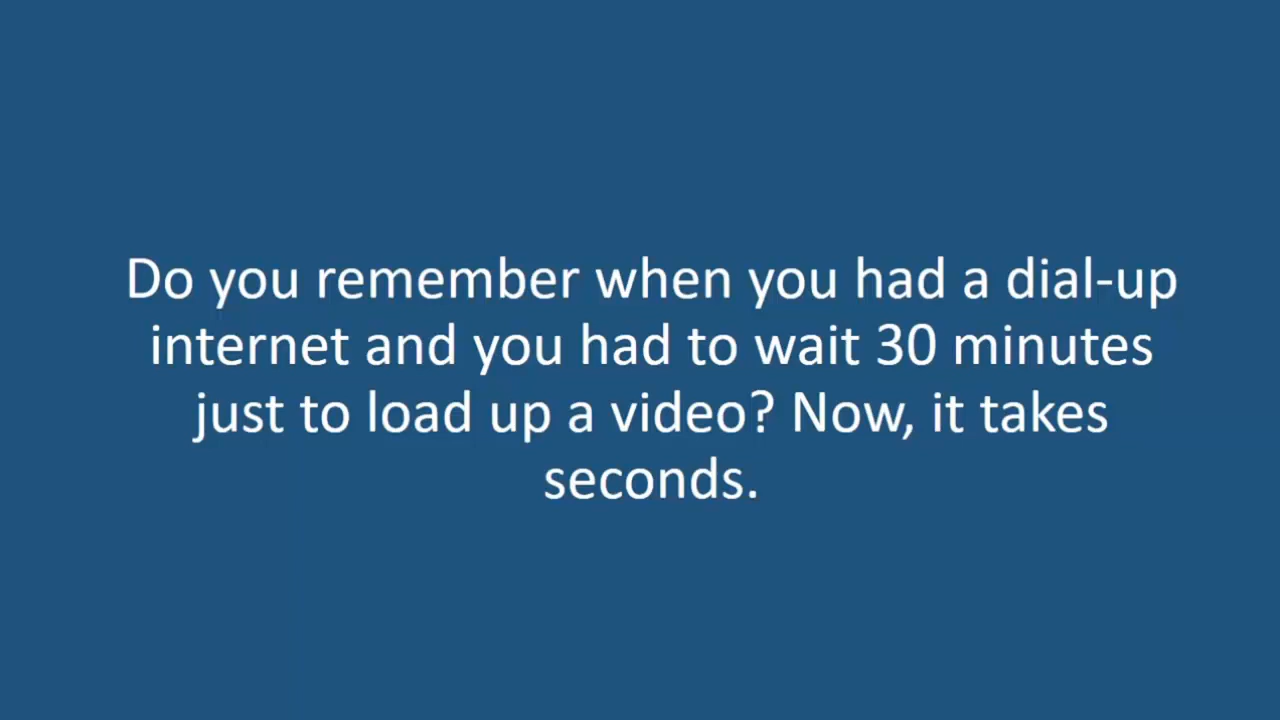 Do you remember when you had a dial-up
internet and you had to wait 30 minutes
just to load up a video? Now, it takes
seconds.